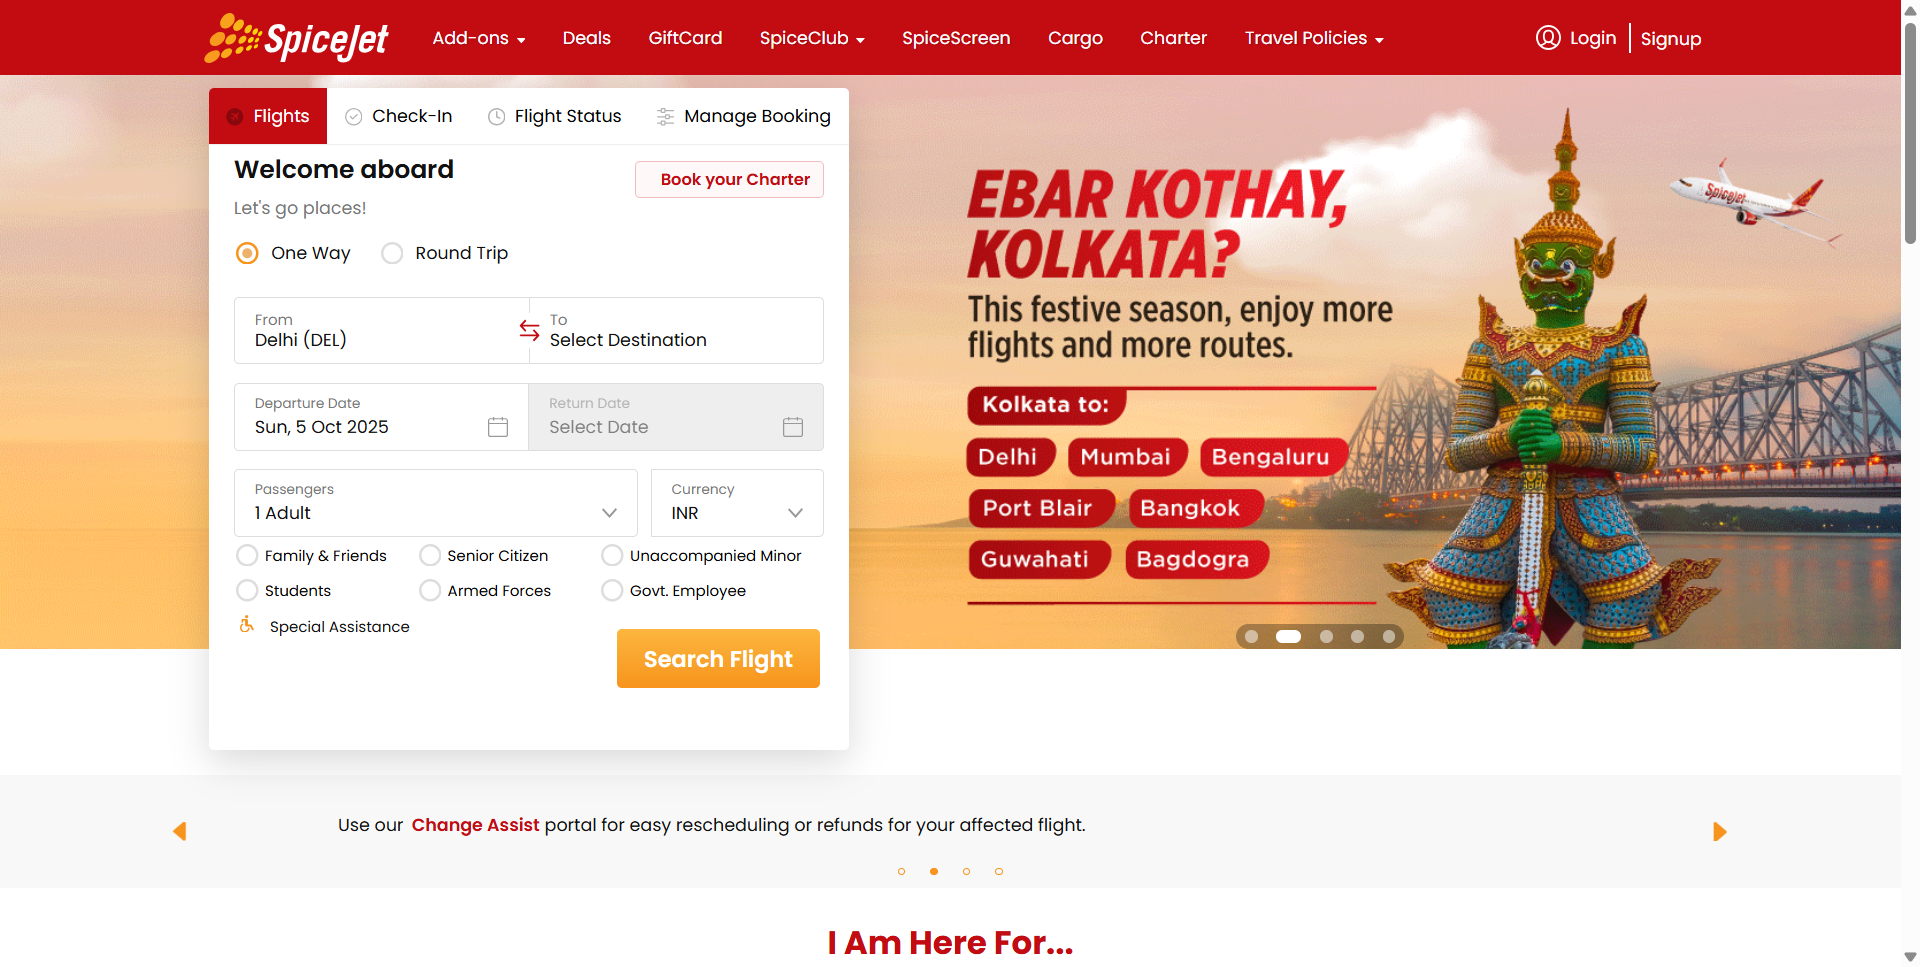 SpiceJet
Add-ons
Deals
GiftCard
SpiceClub
SpiceScreen
Cargo
Charter
Travel Policies
Login
Signup
Flights
Check-In
Flight Status
Manage Booking
Welcome aboard
Book your Charter
Let's go places!
One Way
Round Trip
From
Delhi (DEL)
To
Select Destination
Departure Date
Sun, 5 Oct 2025
Return Date
Select Date
Passengers
1 Adult
Currency
INR
Family & Friends
Senior Citizen
Unaccompanied Minor
Students
Armed Forces
Govt. Employee
Special Assistance
Search Flight
EBAR KOTHAY,
KOLKATA?
This festive season, enjoy more
flights and more routes.
Kolkata to:
Delhi
Mumbai
Bengaluru
Port Blair
Bangkok
Guwahati
Bagdogra
SpiceJet
Use our Change Assist portal for easy rescheduling or refunds for your affected flight.
I Am Here For...